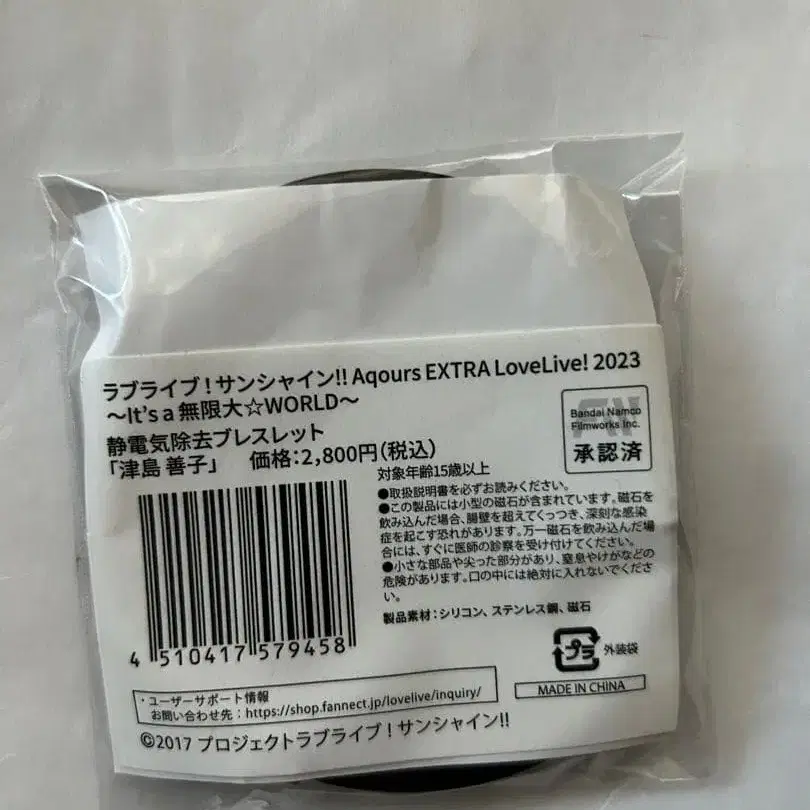 ラブライブ！サンシャイン!! Aqours EXTRA LoveLive! 2023
～It's a 無限大☆WORLD～
静電気除去ブレスレット
「津島 善子」 価格：2,800円（税込）
Bandai Namco
Filmworks Inc.
承認済
対象年齢15歳以上
●取扱説明書を必ずお読みください。
●この製品には小型の磁石が含まれています。磁石を
飲み込んだ場合、腸壁を超えてくっつき、深刻な感染
症を起こす恐れがあります。万一磁石を飲み込んだ場
合には、すぐに医師の診察を受け付けてください。
●小さな部品や尖った部分があり、窒息やけがなどの
危険があります。口の中には絶対に入れないでくださ
い。
製品素材：シリコン、ステンレス鋼、磁石
4 510417 579458
プラ 外装袋
MADE IN CHINA
・ユーザーサポート情報
お問い合わせ先：https://shop.fannect.jp/lovelive/inquiry/
©2017 プロジェクトラブライブ！サンシャイン!!